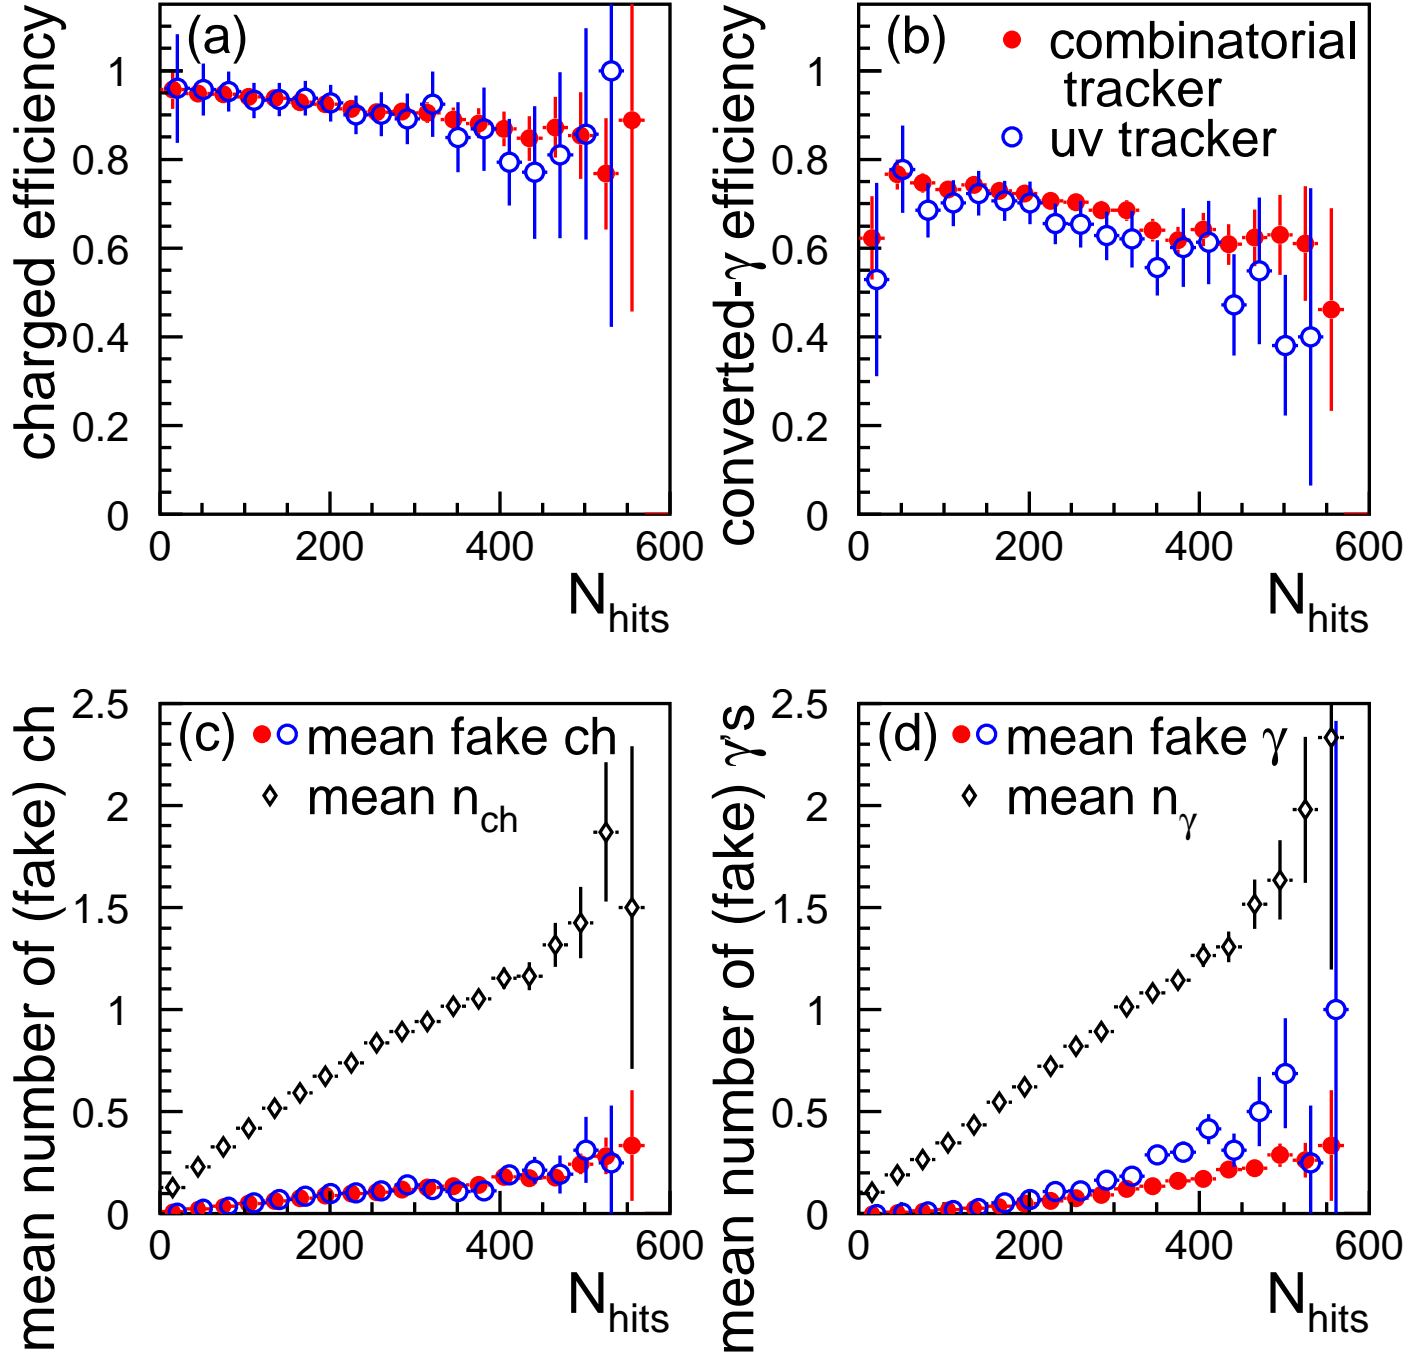 charged efficiency
(a)
1
0.8
0.6
0.4
0.2
0
0 200 400 600
N_hits
converted-γ efficiency
(b)
combinatorial
tracker
uv tracker
1
0.8
0.6
0.4
0.2
0
0 200 400 600
N_hits
mean number of (fake) ch
(c) mean fake ch
mean n_ch
2.5
2
1.5
1
0.5
0
0 200 400 600
N_hits
mean number of (fake) γ's
(d) mean fake γ
mean n_γ
2.5
2
1.5
1
0.5
0
0 200 400 600
N_hits